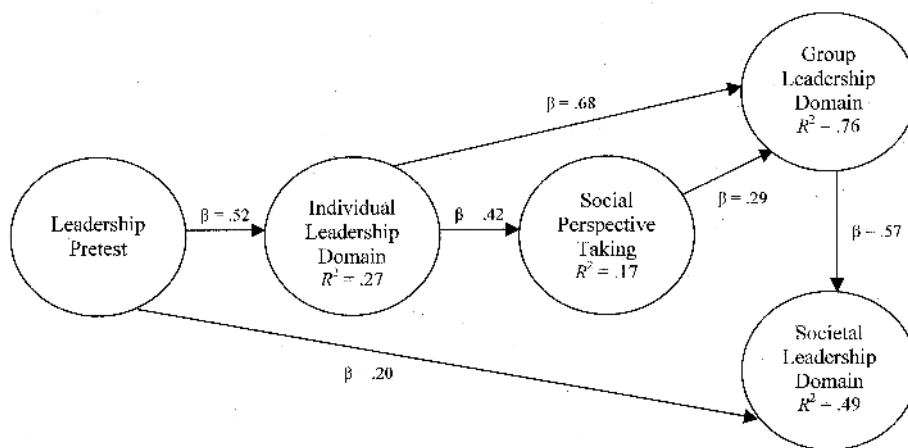 Group
Leadership
Domain
R² – .76
β = .68
Leadership
Pretest
β = .52
Individual
Leadership
Domain
R² = .27
β .42
Social
Perspective
Taking
R² = .17
β = .29
β – .57
β .20
Societal
Leadership
Domain
R² – .49